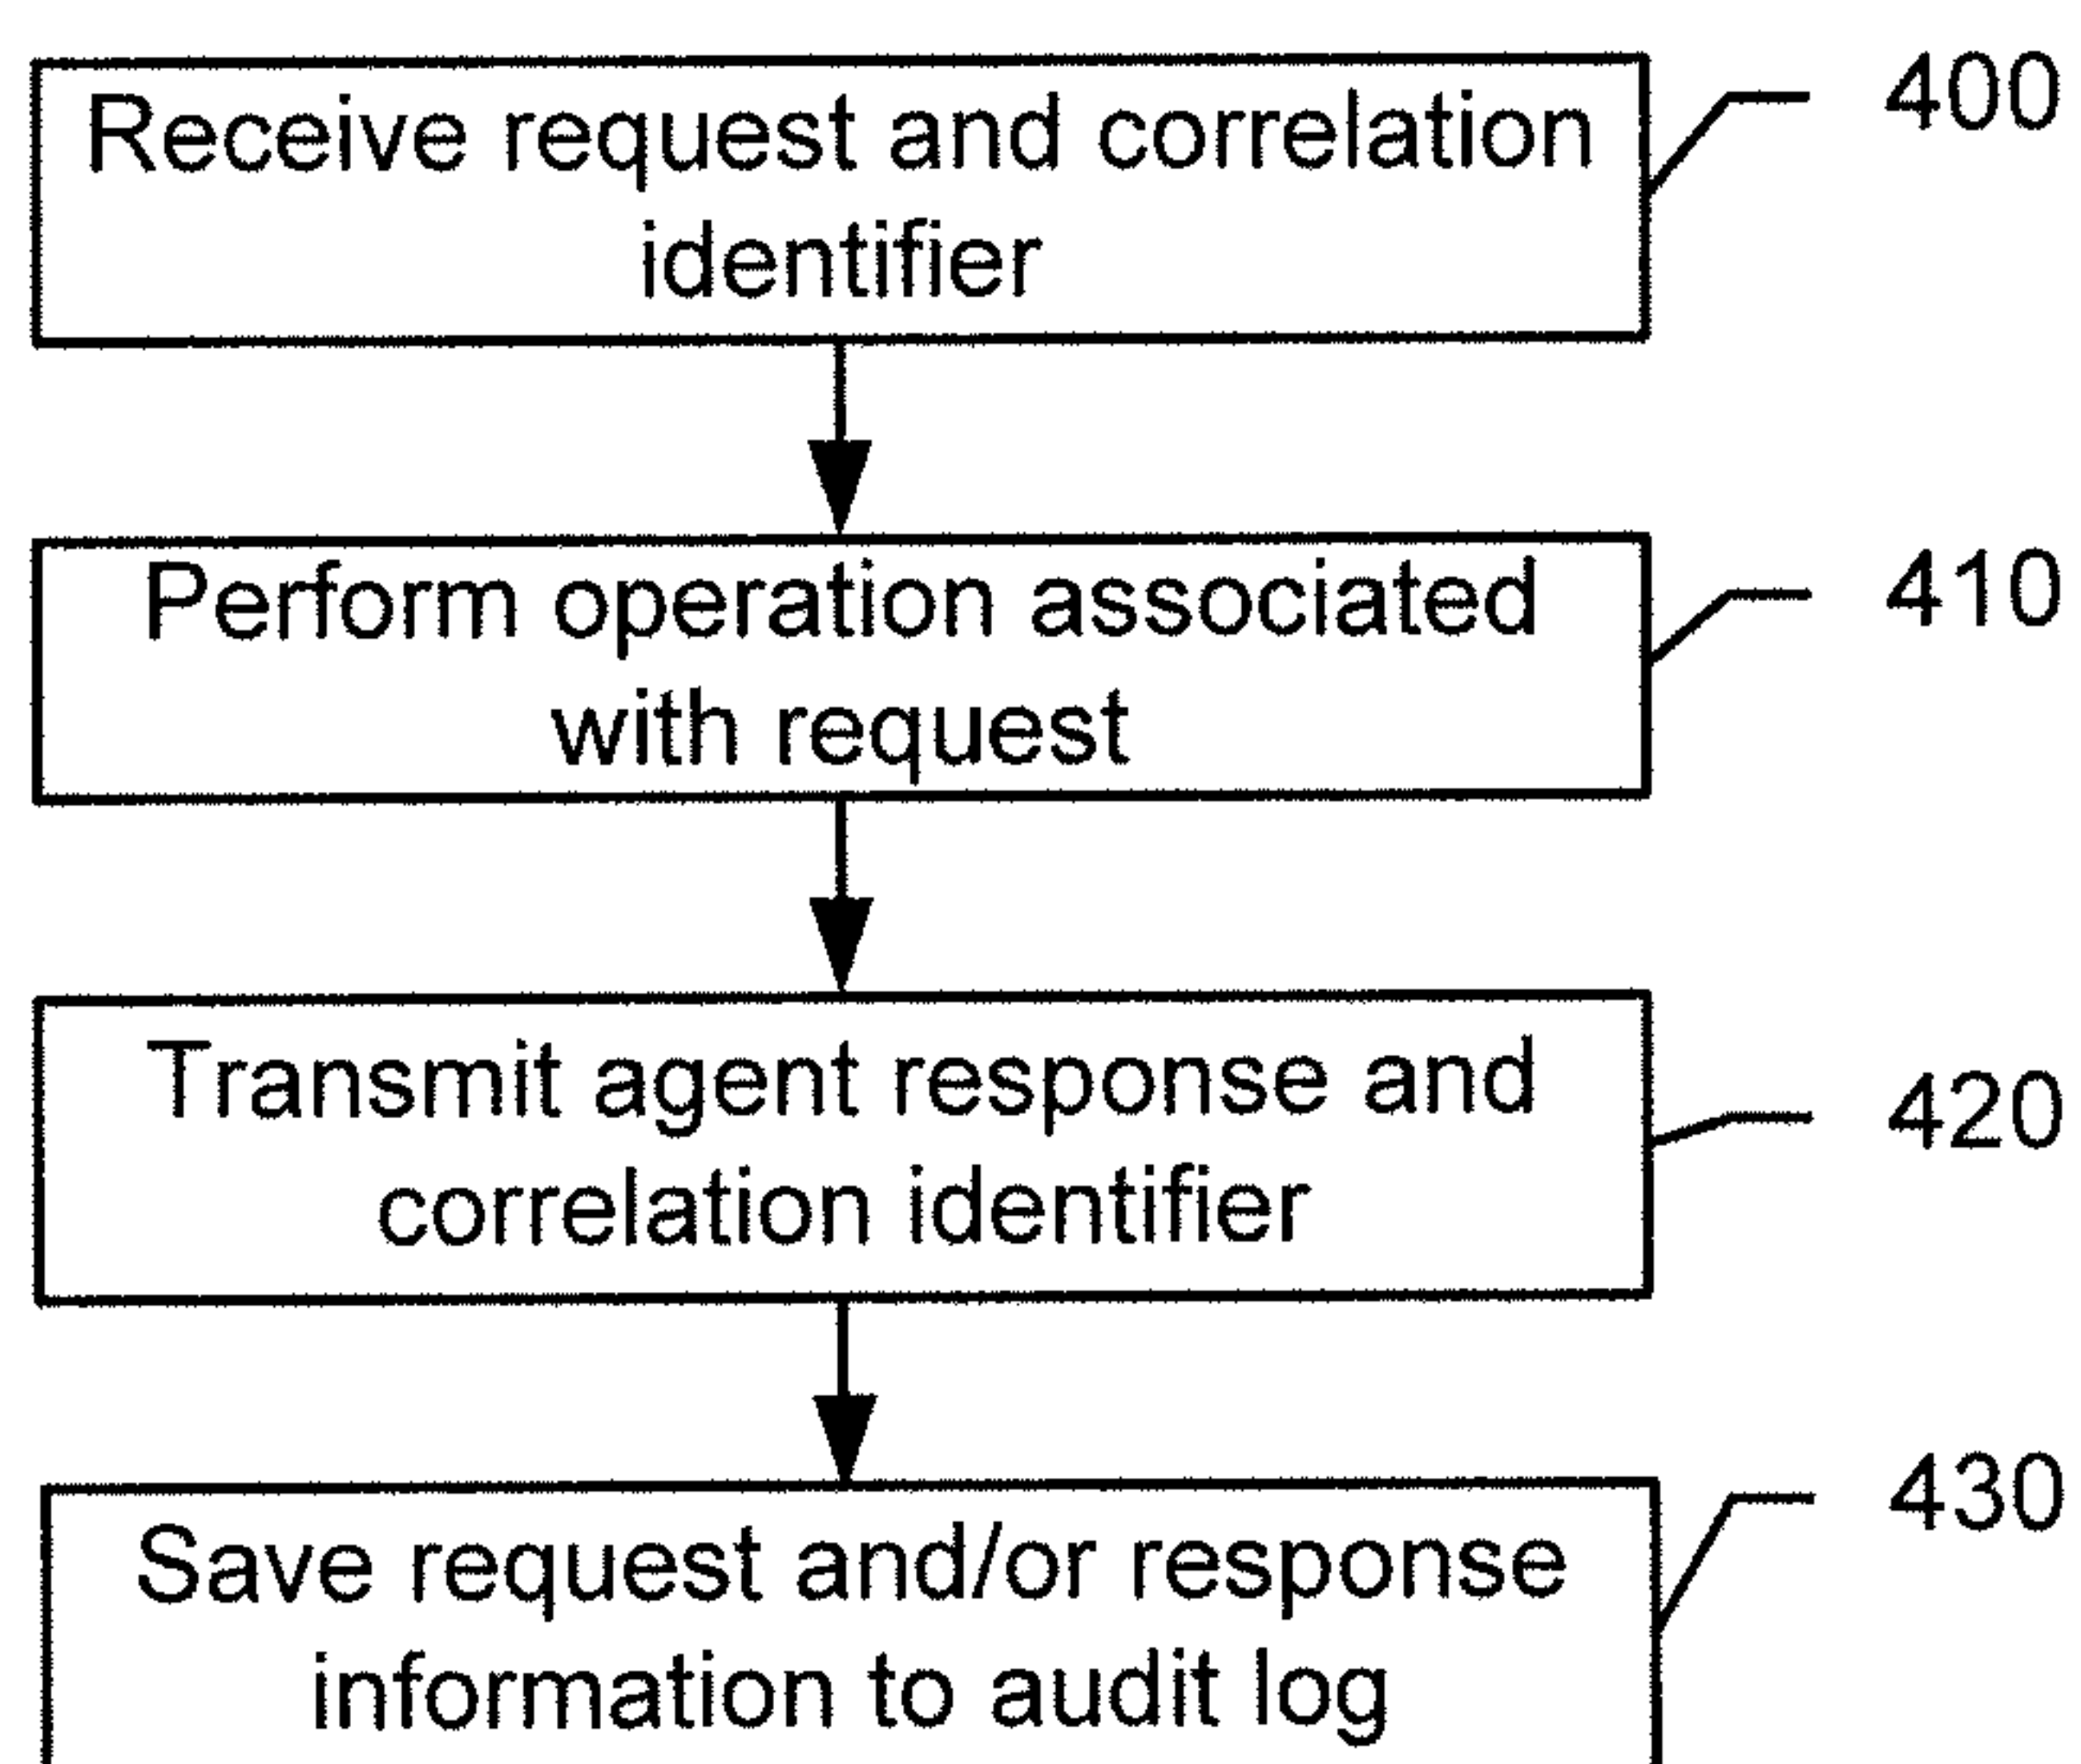 Receive request and correlation
identifier
400
Perform operation associated
with request
410
Transmit agent response and
correlation identifier
420
Save request and/or response
information to audit log
430